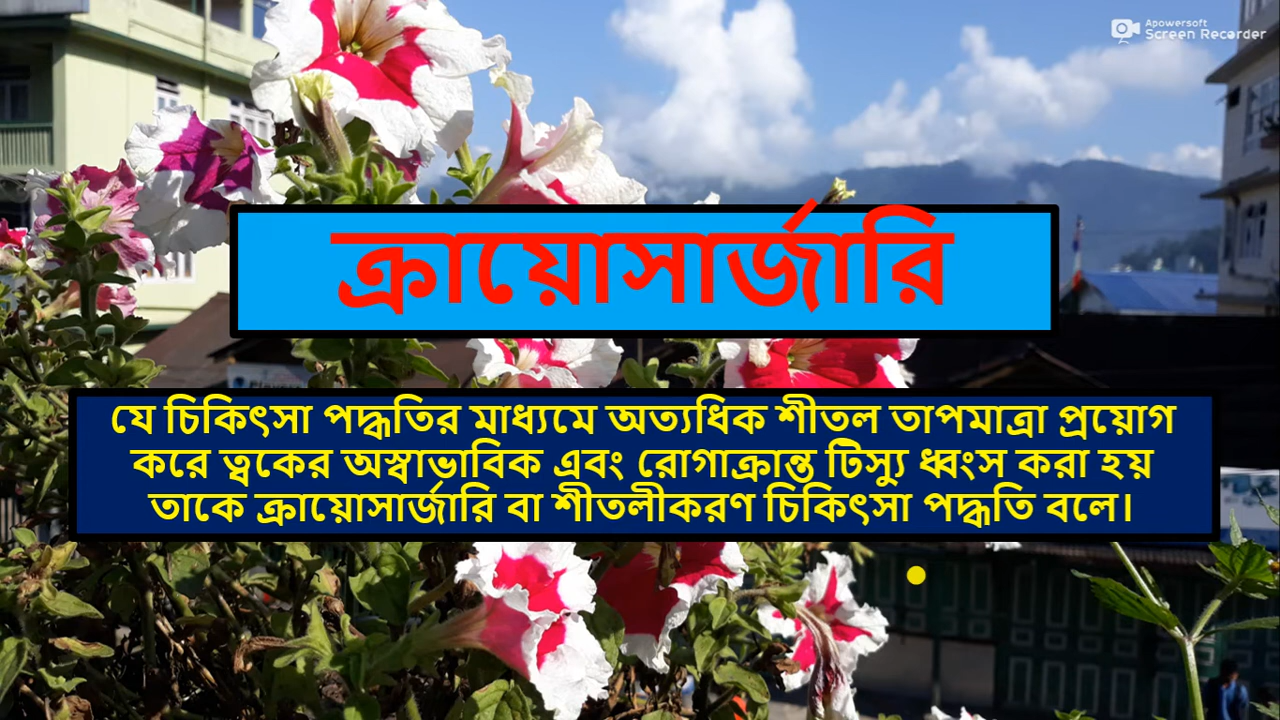 Apowersoft
Screen Recorder
ক্রায়োসার্জারি
যে চিকিৎসা পদ্ধতির মাধ্যমে অত্যধিক শীতল তাপমাত্রা প্রয়োগ
করে ত্বকের অস্বাভাবিক এবং রোগাক্রান্ত টিস্যু ধ্বংস করা হয়
তাকে ক্রায়োসার্জারি বা শীতলীকরণ চিকিৎসা পদ্ধতি বলে।